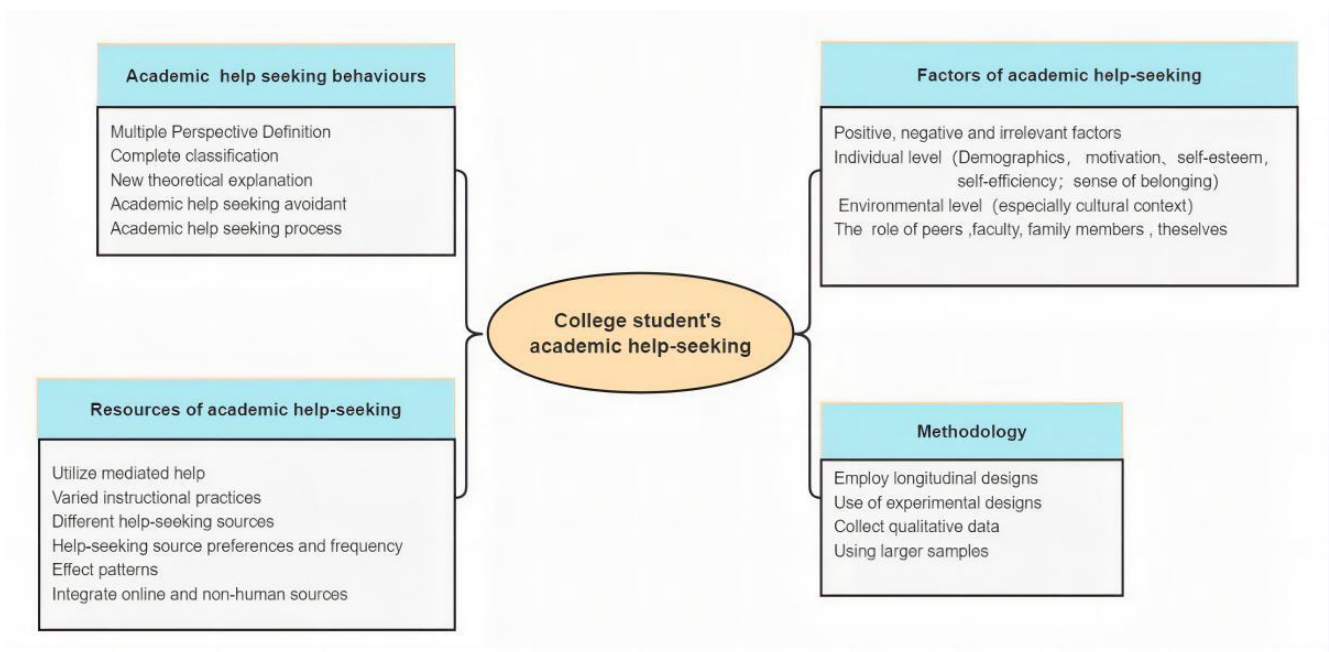 Academic help seeking behaviours
Multiple Perspective Definition
Complete classification
New theoretical explanation
Academic help seeking avoidant
Academic help seeking process
Factors of academic help-seeking
Positive, negative and irrelevant factors
Individual level（Demographics， motivation、self-esteem，
self-efficiency；sense of belonging）
Environmental level（especially cultural context）
The role of peers ,faculty, family members , theselves
College student's
academic help-seeking
Resources of academic help-seeking
Utilize mediated help
Varied instructional practices
Different help-seeking sources
Help-seeking source preferences and frequency
Effect patterns
Integrate online and non-human sources
Methodology
Employ longitudinal designs
Use of experimental designs
Collect qualitative data
Using larger samples